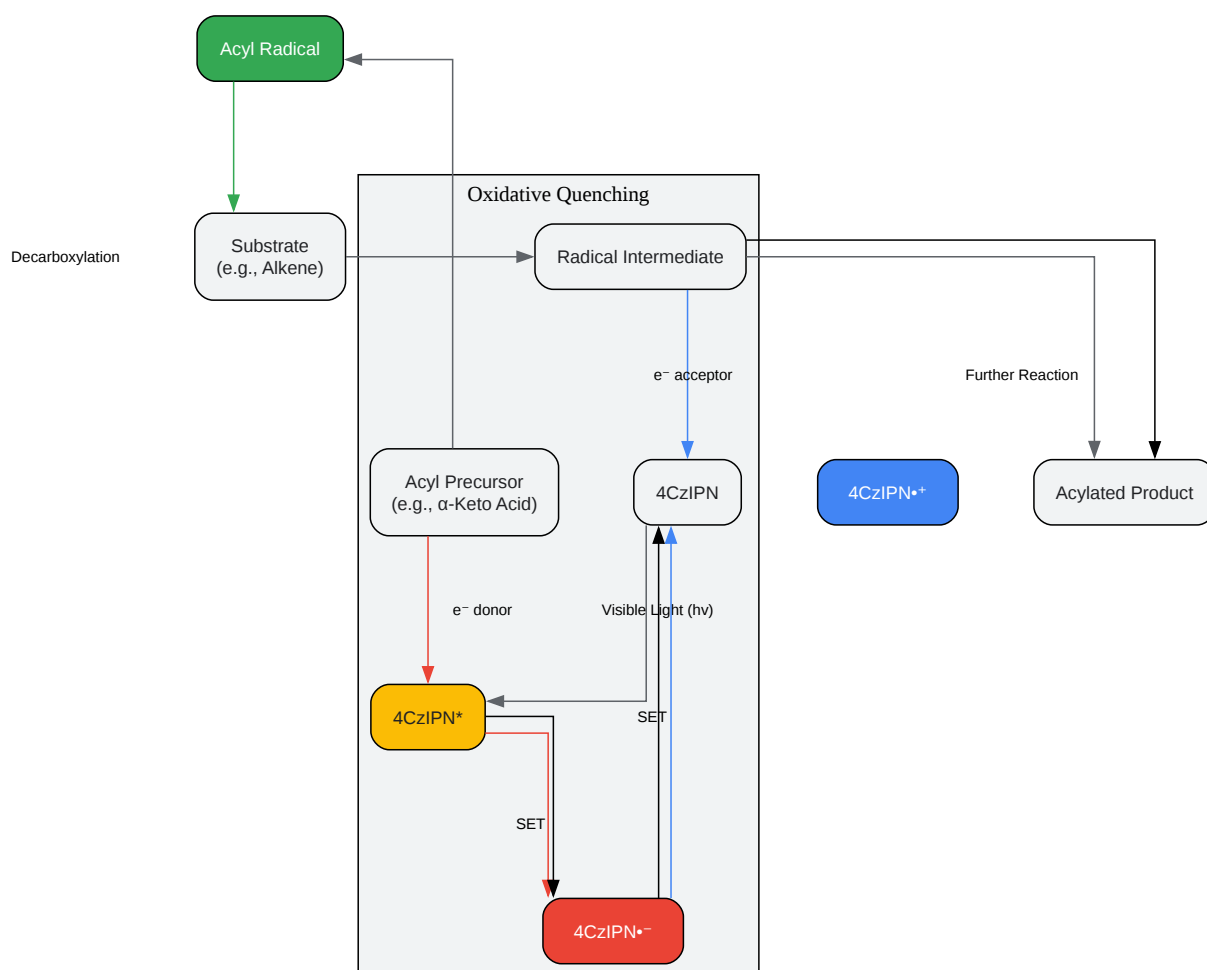 Acyl Radical
Oxidative Quenching
Substrate
(e.g., Alkene)
Radical Intermediate
Decarboxylation
e⁻ acceptor
Further Reaction
Acyl Precursor
(e.g., α-Keto Acid)
4CzIPN
4CzIPN•⁺
Acylated Product
e⁻ donor
Visible Light (hv)
4CzIPN*
SET
SET
4CzIPN•⁻